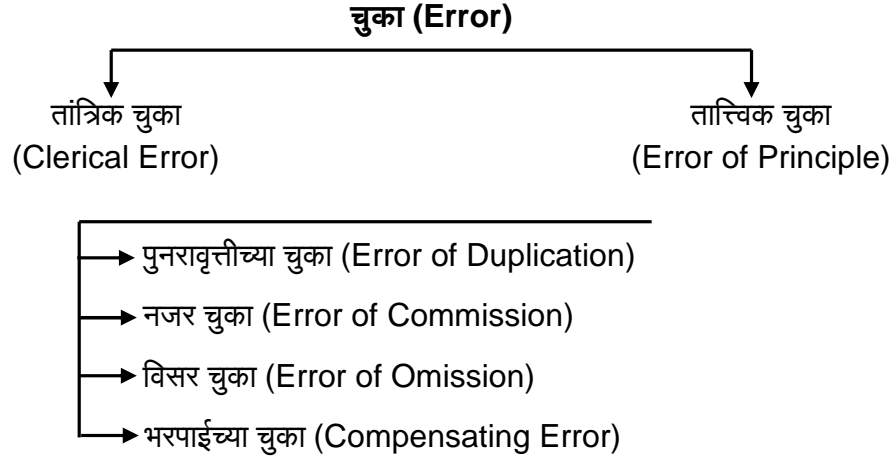 चुका (Error)
तांत्रिक चुका
(Clerical Error)
तात्त्विक चुका
(Error of Principle)
पुनरावृत्तीच्या चुका (Error of Duplication)
नजर चुका (Error of Commission)
विसर चुका (Error of Omission)
भरपाईच्या चुका (Compensating Error)